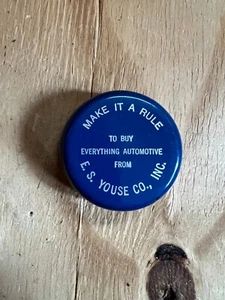 MAKE IT A RULE
TO BUY
EVERYTHING AUTOMOTIVE
FROM
E. S. YOUSE CO., INC.